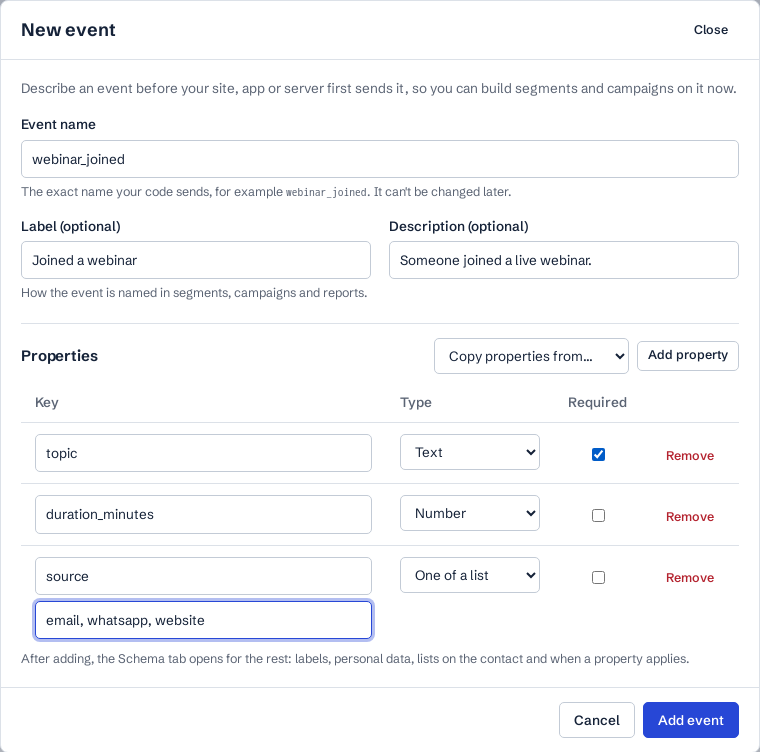 New event
Close
Describe an event before your site, app or server first sends it, so you can build segments and campaigns on it now.
Event name
webinar_joined
The exact name your code sends, for example webinar_joined. It can't be changed later.
Label (optional)
Description (optional)
Joined a webinar
Someone joined a live webinar.
How the event is named in segments, campaigns and reports.
Properties
Copy properties from...
Add property
Key
Type
Required
topic
Text
Remove
duration_minutes
Number
Remove
source
One of a list
Remove
email, whatsapp, website
After adding, the Schema tab opens for the rest: labels, personal data, lists on the contact and when a property applies.
Cancel
Add event